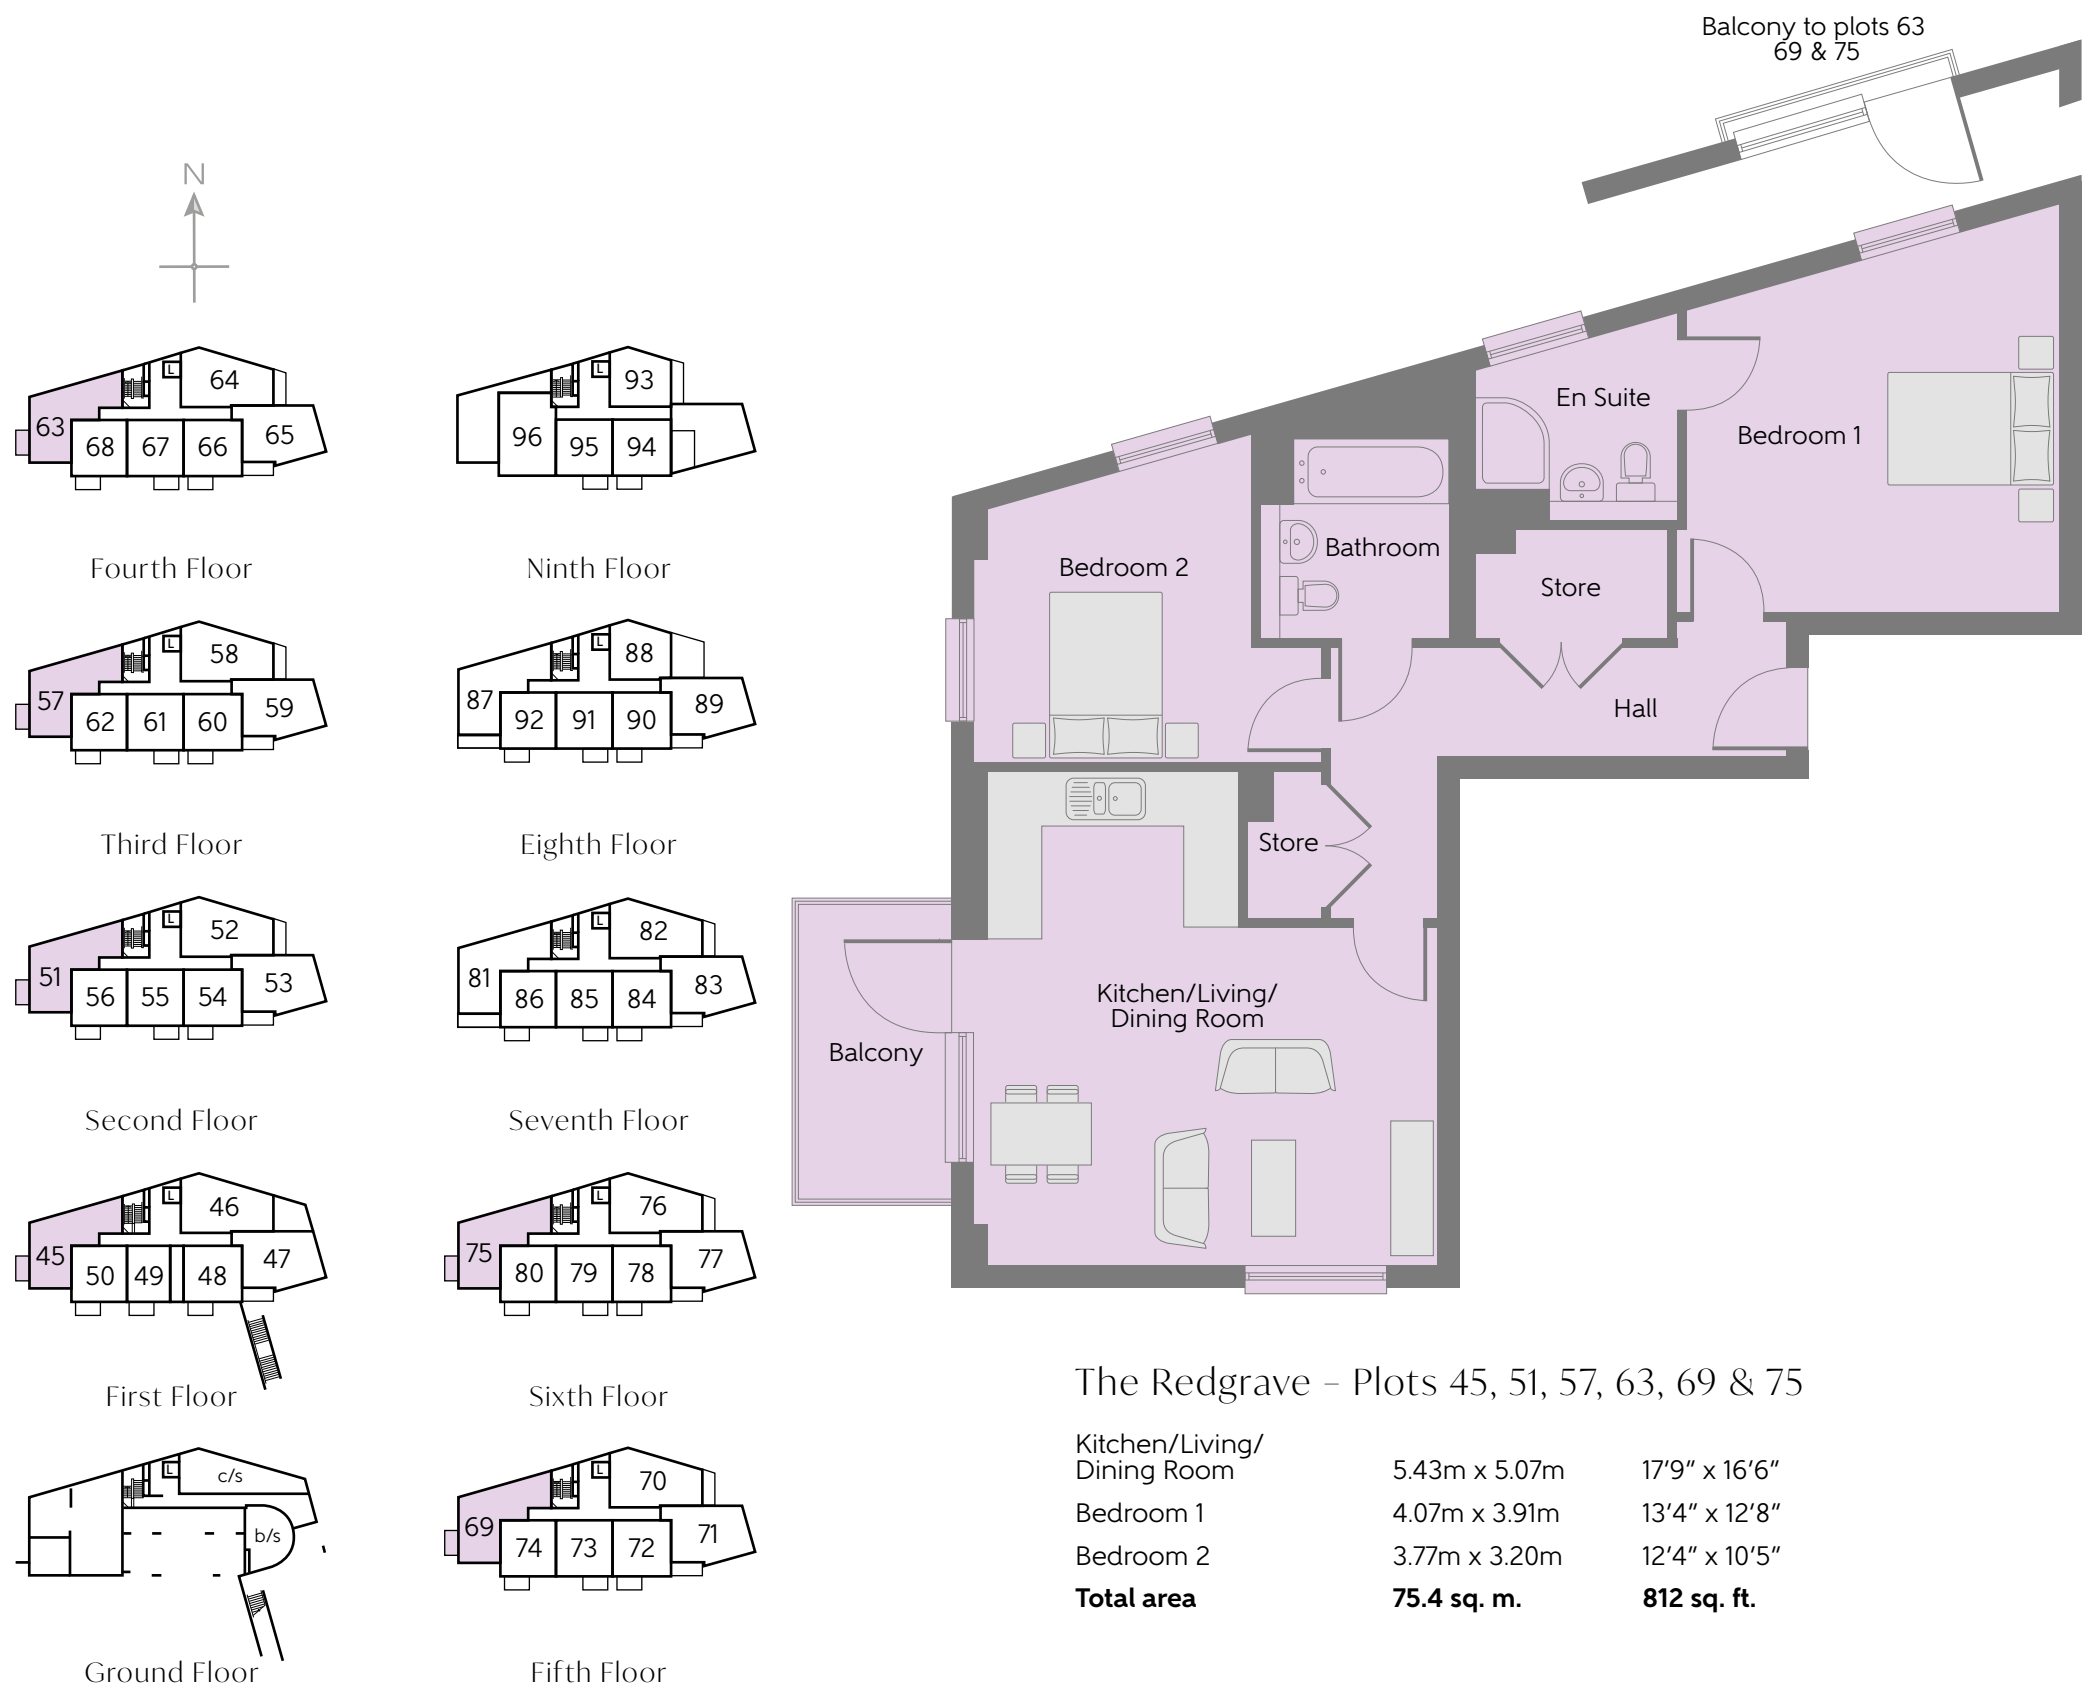 Balcony to plots 63
69 & 75
N
L
64
63
68
67
66
65
Fourth Floor
L
93
96
95
94
Ninth Floor
L
58
57
62
61
60
59
Third Floor
L
88
87
92
91
90
89
Eighth Floor
L
52
51
56
55
54
53
Second Floor
L
82
81
86
85
84
83
Seventh Floor
L
46
45
50
49
48
47
First Floor
L
76
75
80
79
78
77
Sixth Floor
L
c/s
b/s
Ground Floor
L
70
69
74
73
72
71
Fifth Floor
En Suite
Bedroom 1
Bathroom
Bedroom 2
Store
Hall
Store
Kitchen/Living/
Dining Room
Balcony
The Redgrave – Plots 45, 51, 57, 63, 69 & 75
Kitchen/Living/
Dining Room 5.43m x 5.07m 17′9″ x 16′6″
Bedroom 1 4.07m x 3.91m 13′4″ x 12′8″
Bedroom 2 3.77m x 3.20m 12′4″ x 10′5″
Total area 75.4 sq. m. 812 sq. ft.